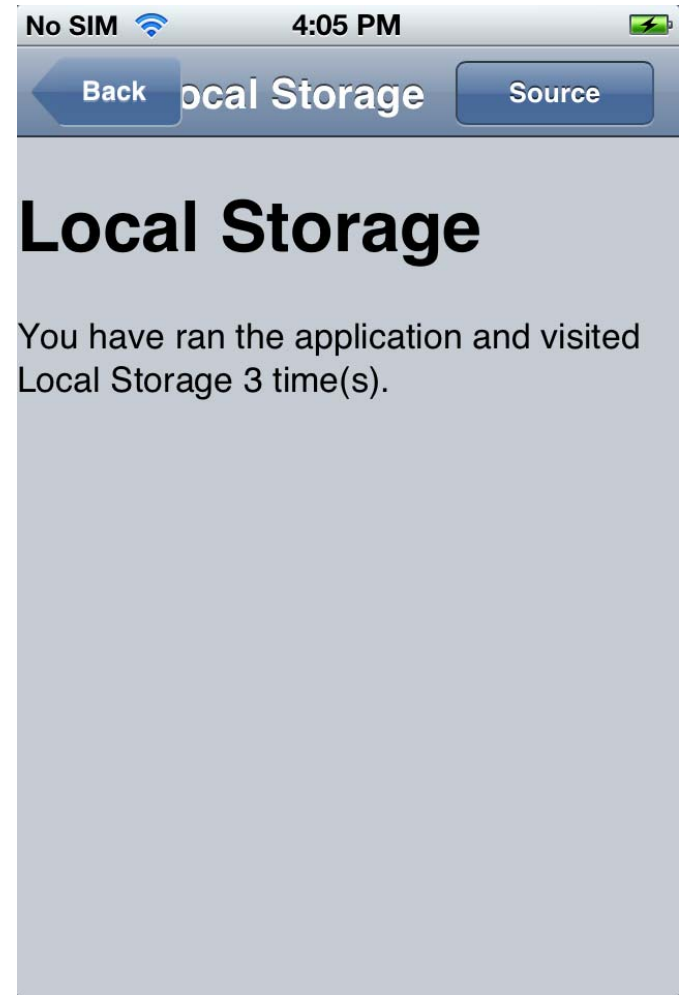 No SIM 4:05 PM
Back ocal Storage Source
Local Storage
You have ran the application and visited
Local Storage 3 time(s).